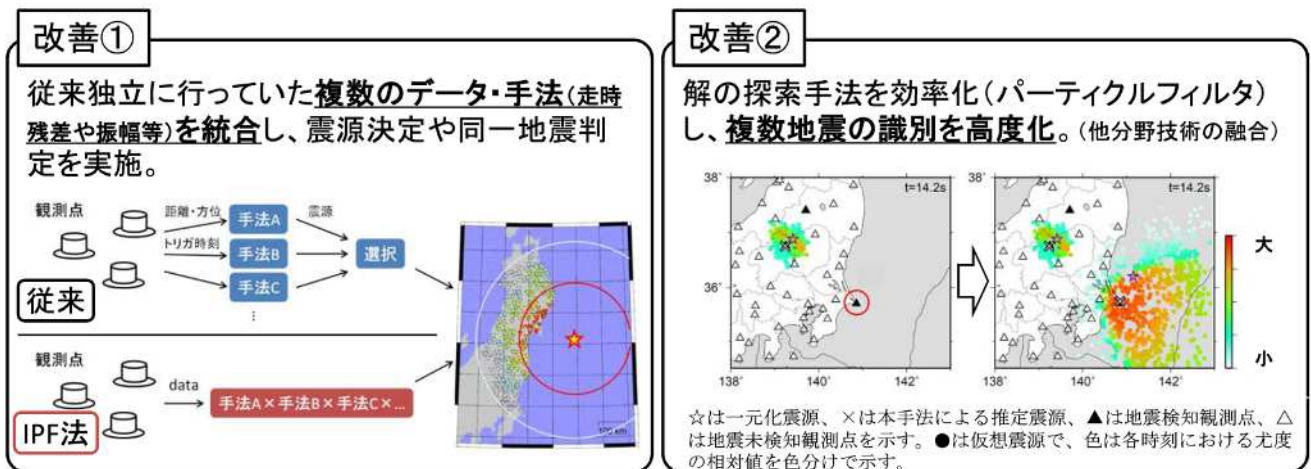 改善①
従来独立に行っていた複数のデータ・手法(走時
残差や振幅等)を統合し、震源決定や同一地震判
定を実施。
観測点
距離・方位
トリガ時刻
手法A
手法B
手法C
⋮
震源
選択
従来
観測点
data
手法A×手法B×手法C×...
IPF法
100 km
改善②
解の探索手法を効率化(パーティクルフィルタ)
し、複数地震の識別を高度化。(他分野技術の融合)
38°
36°
138°
140°
142°
t=14.2s
38°
36°
138°
140°
142°
t=14.2s
大
小
☆は一元化震源、×は本手法による推定震源、▲は地震検知観測点、△
は地震未検知観測点を示す。●は仮想震源で、色は各時刻における尤度
の相対値を色分けで示す。